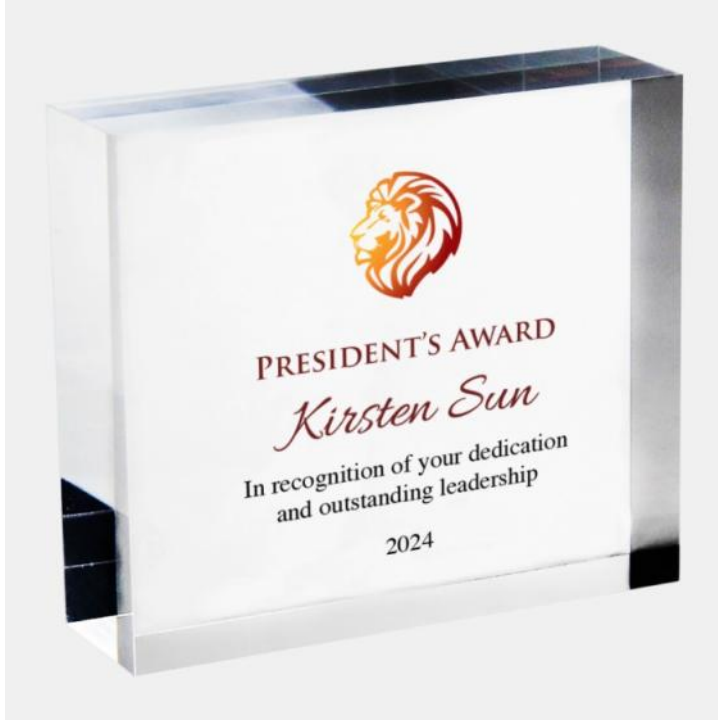 PRESIDENT'S AWARD
Kirsten Sun
In recognition of your dedication
and outstanding leadership
2024